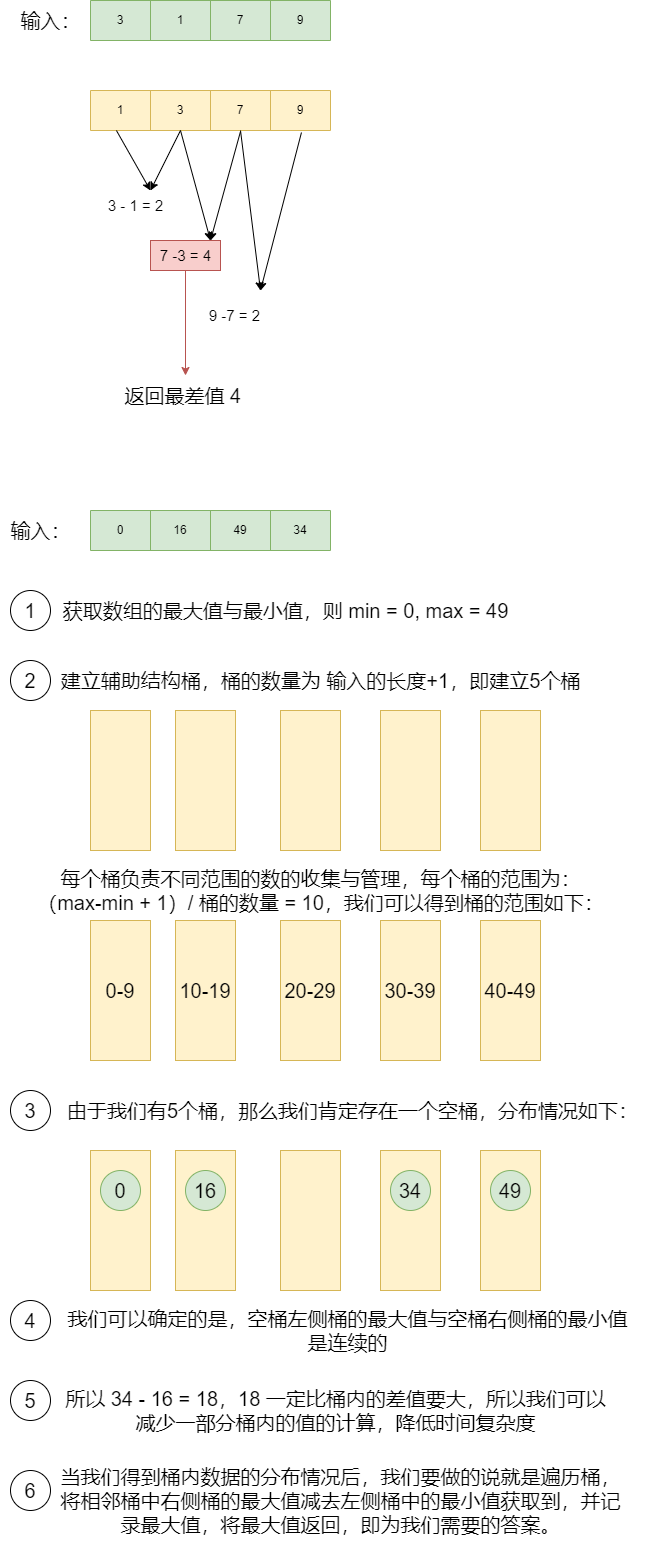 输入：
3 1 7 9
1 3 7 9
3 - 1 = 2
7 -3 = 4
9 -7 = 2
返回最差值 4
输入：
0 16 49 34
1 获取数组的最大值与最小值，则 min = 0, max = 49
2 建立辅助结构桶，桶的数量为 输入的长度+1，即建立5个桶
每个桶负责不同范围的数的收集与管理，每个桶的范围为：
（max-min + 1）/ 桶的数量 = 10，我们可以得到桶的范围如下：
0-9 10-19 20-29 30-39 40-49
3 由于我们有5个桶，那么我们肯定存在一个空桶，分布情况如下：
0 16 34 49
4 我们可以确定的是，空桶左侧桶的最大值与空桶右侧桶的最小值
是连续的
5 所以 34 - 16 = 18，18 一定比桶内的差值要大，所以我们可以
减少一部分桶内的值的计算，降低时间复杂度
6 当我们得到桶内数据的分布情况后，我们要做的说就是遍历桶，
将相邻桶中右侧桶的最大值减去左侧桶中的最小值获取到，并记
录最大值，将最大值返回，即为我们需要的答案。